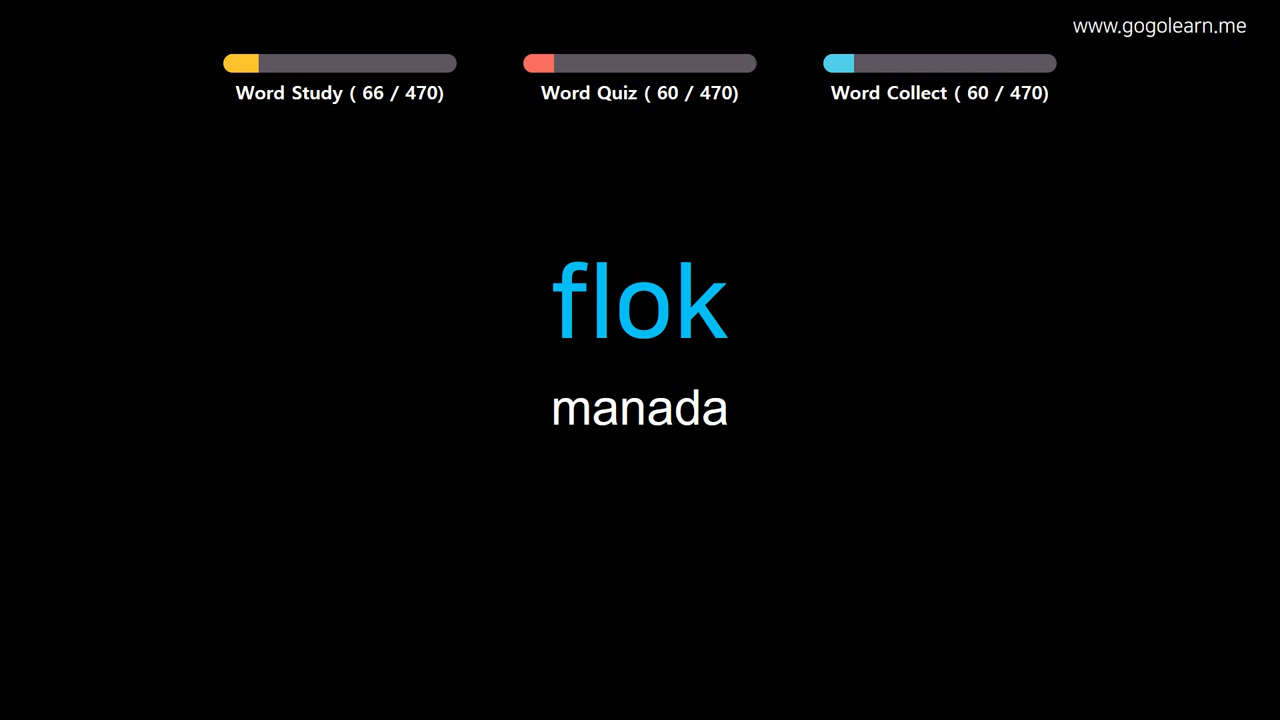 www.gogolearn.me
Word Study ( 66 / 470)
Word Quiz ( 60 / 470)
Word Collect ( 60 / 470)
flok
manada